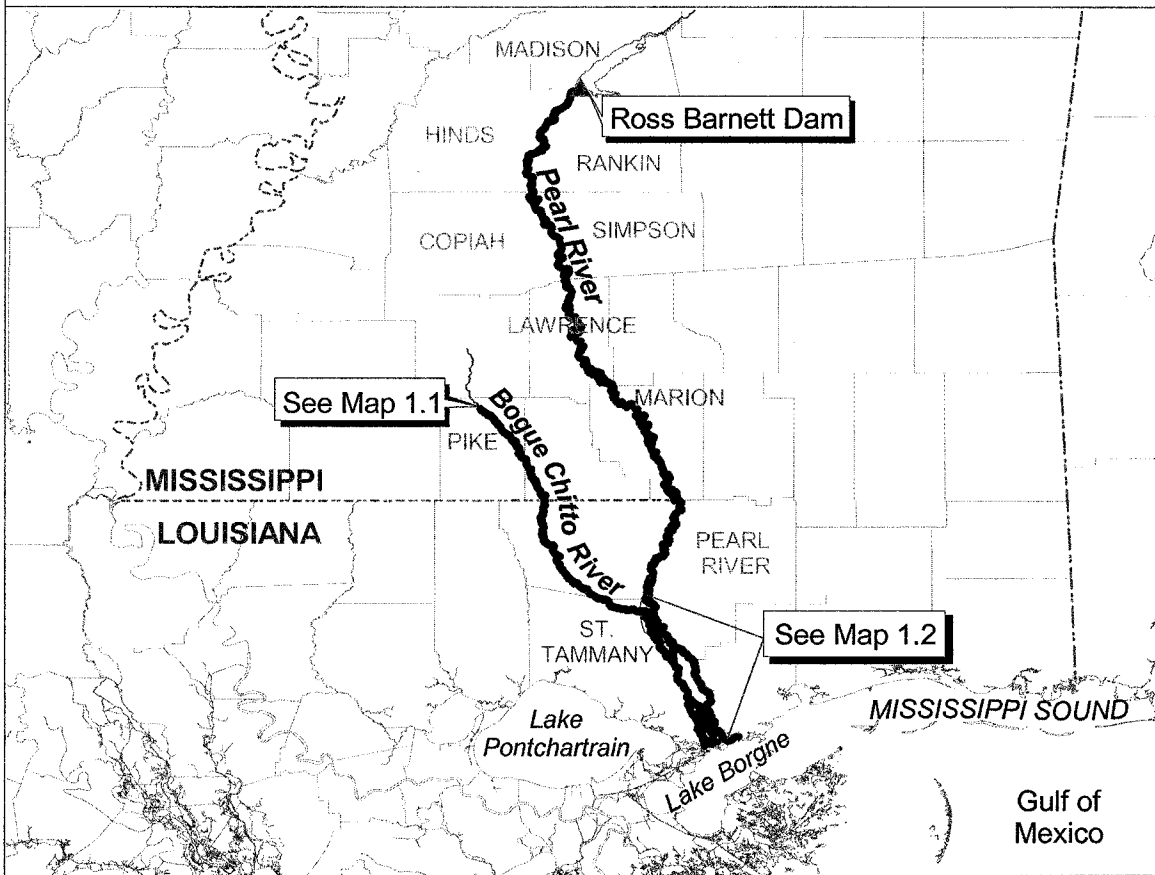 MADISON
Ross Barnett Dam
HINDS
RANKIN
Pearl River
SIMPSON
COPIAH
LAWRENCE
MARION
See Map 1.1
Bogue Chitto River
PIKE
MISSISSIPPI
LOUISIANA
PEARL
RIVER
ST.
TAMMANY
See Map 1.2
MISSISSIPPI SOUND
Lake
Pontchartrain
Lake Borgne
Gulf of
Mexico